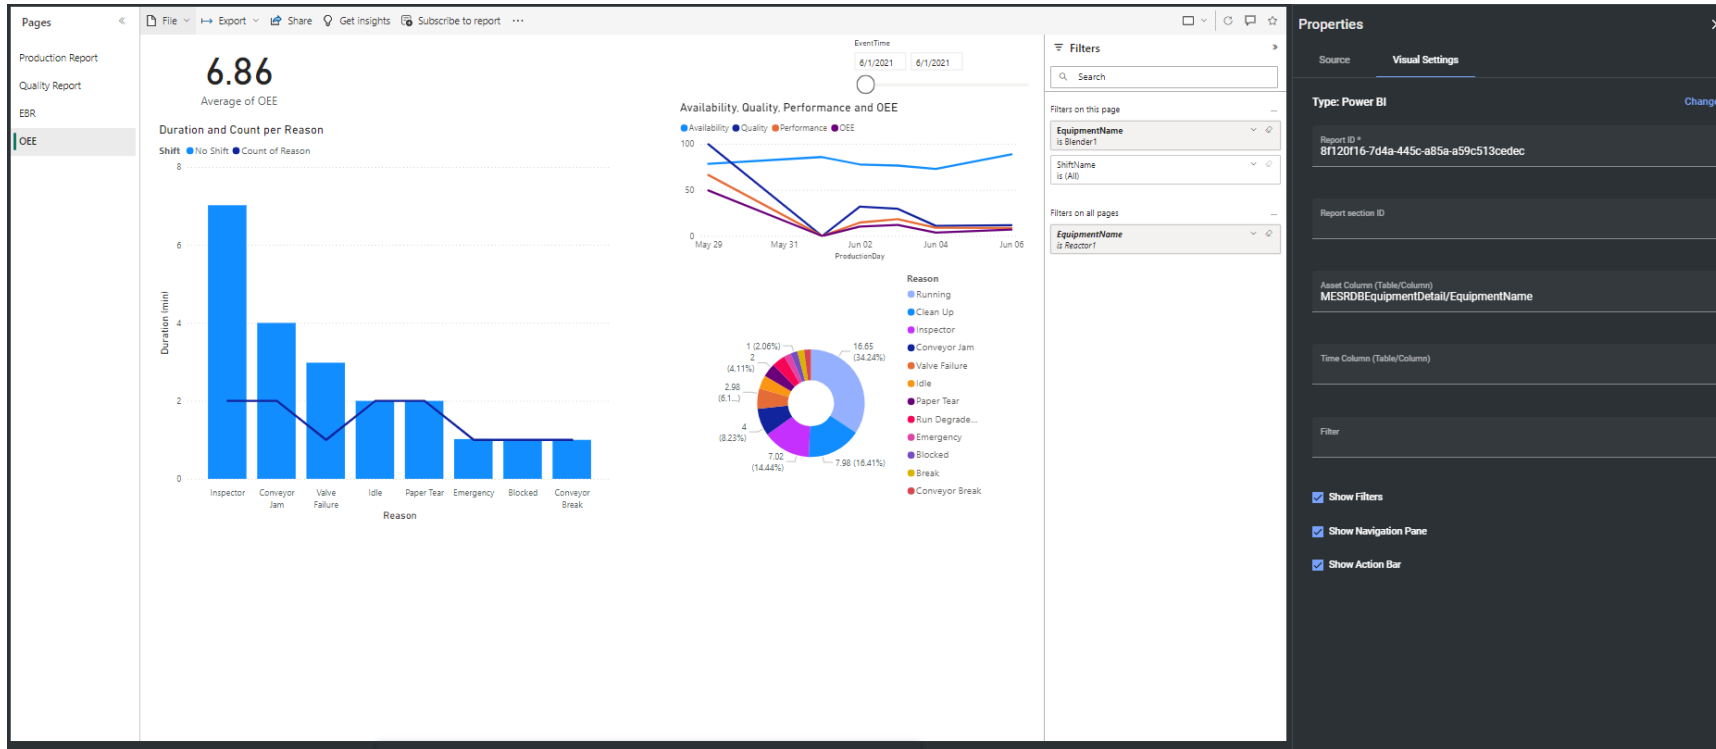 Pages
Production Report
Quality Report
EBR
OEE
File
Export
Share
Get insights
Subscribe to report
6.86
Average of OEE
Duration and Count per Reason
Shift No Shift Count of Reason
8
6
4
2
0
Duration (min)
Inspector
Conveyor
Jam
Valve
Failure
Idle
Paper Tear
Emergency
Blocked
Conveyor
Break
Reason
EventTime
6/1/2021 6/1/2021
Availability, Quality, Performance and OEE
Availability Quality Performance OEE
100
50
0
May 29
May 31
Jun 02
Jun 04
Jun 06
ProductionDay
Reason
Running
Clean Up
Inspector
Conveyor Jam
Valve Failure
Idle
Paper Tear
Run Degrade...
Emergency
Blocked
Break
Conveyor Break
1 (2.06%)
2
(4.11%)
2.98
(6.1...)
4
(8.23%)
7.02
(14.44%)
7.98 (16.41%)
16.65
(34.24%)
Filters
Search
Filters on this page
EquipmentName
is Blender1
ShiftName
is (All)
Filters on all pages
EquipmentName
is Reactor1
Properties
Source
Visual Settings
Type: Power BI
Change
Report ID *
8f120f16-7d4a-445c-a85a-a59c513cedec
Report section ID
Asset Column (Table/Column)
MESRDBEquipmentDetail/EquipmentName
Time Column (Table/Column)
Filter
Show Filters
Show Navigation Pane
Show Action Bar